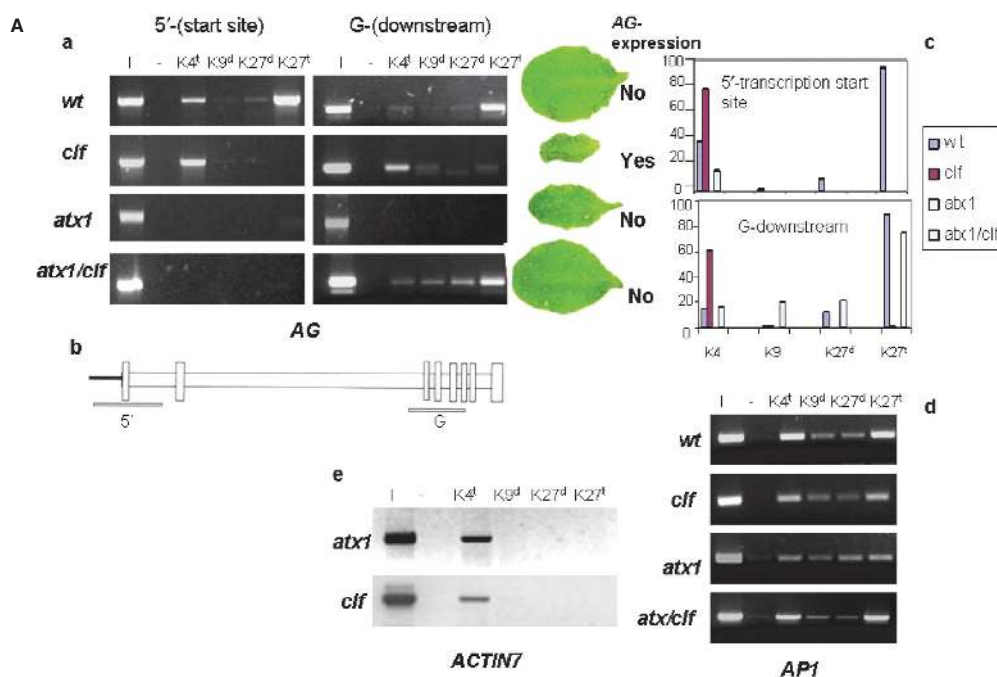 A
a
5'-(start site)
G-(downstream)
I - K4t K9d K27d K27t
I - K4t K9d K27d K27t
wt
clf
atx1
atx1/clf
AG
AG-
expression
No
Yes
No
No
c
5'-transcription start
site
100
80
60
40
20
0
G-downstream
100
80
60
40
20
0
K4 K9 K27d K27t
wt
clf
abx1
abx1/clf
b
5'
G
d
I - K4t K9d K27d K27t
wt
clf
atx1
atx/clf
AP1
e
I - K4t K9d K27d K27t
atx1
clf
ACTIN7